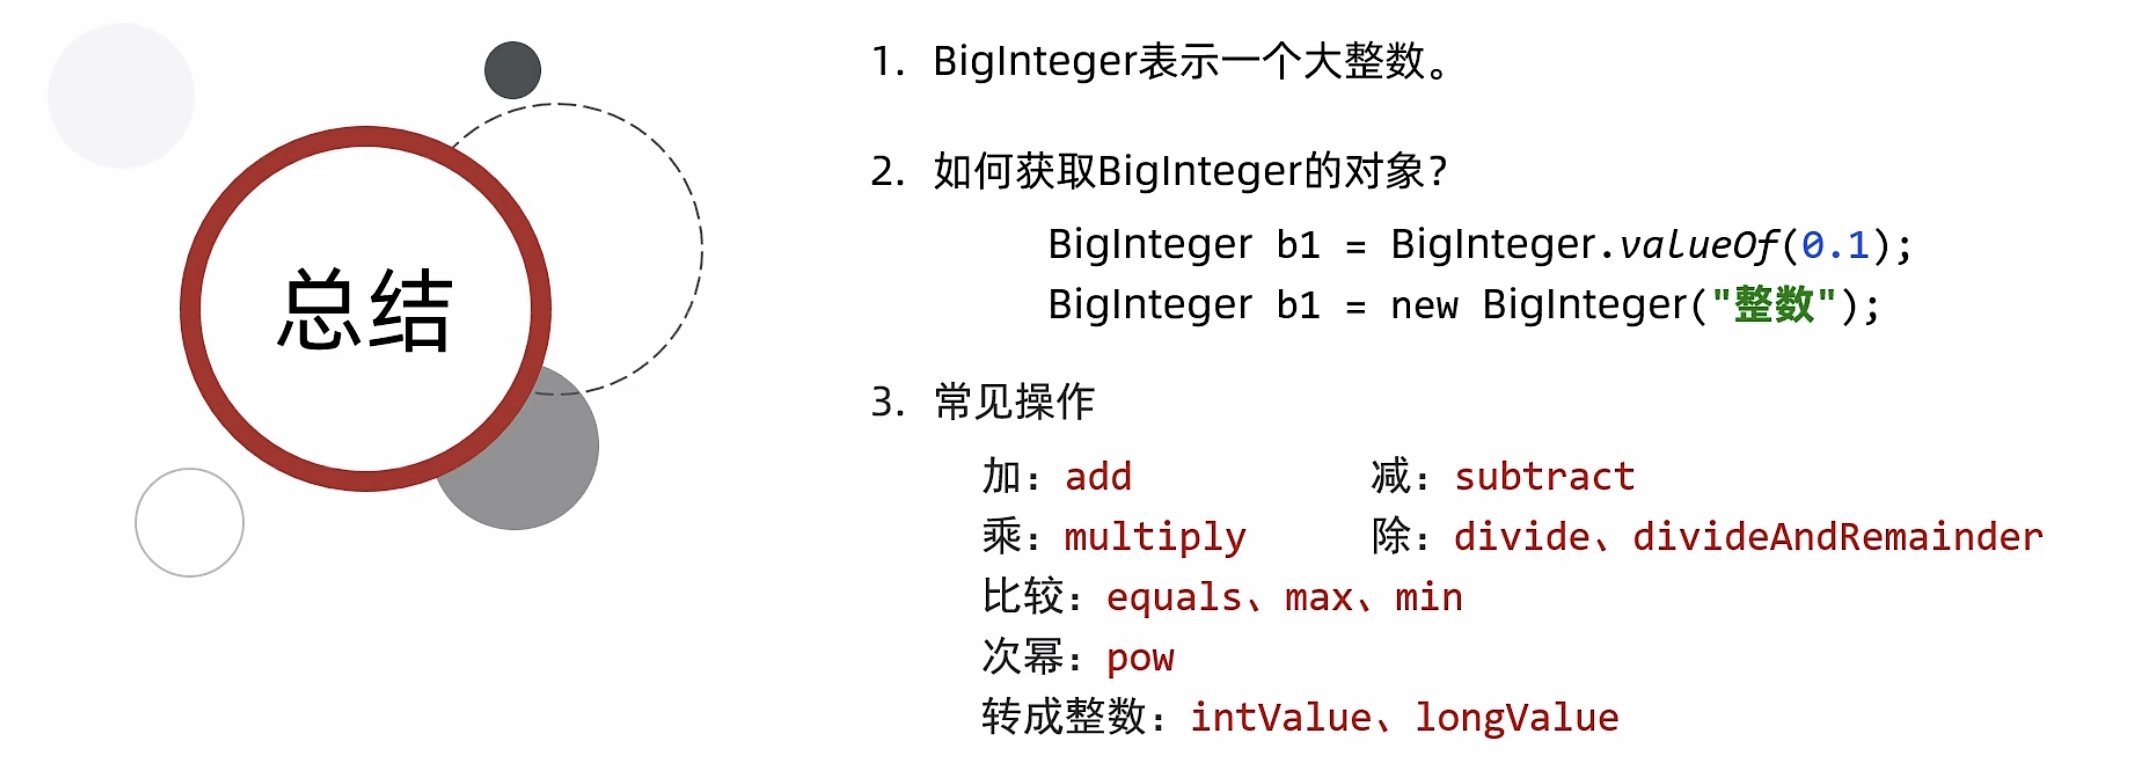 总结
1. BigInteger表示一个大整数。
2. 如何获取BigInteger的对象？
BigInteger b1 = BigInteger.valueOf(0.1);
BigInteger b1 = new BigInteger("整数");
3. 常见操作
加：add 减：subtract
乘：multiply 除：divide、divideAndRemainder
比较：equals、max、min
次幂：pow
转成整数：intValue、longValue